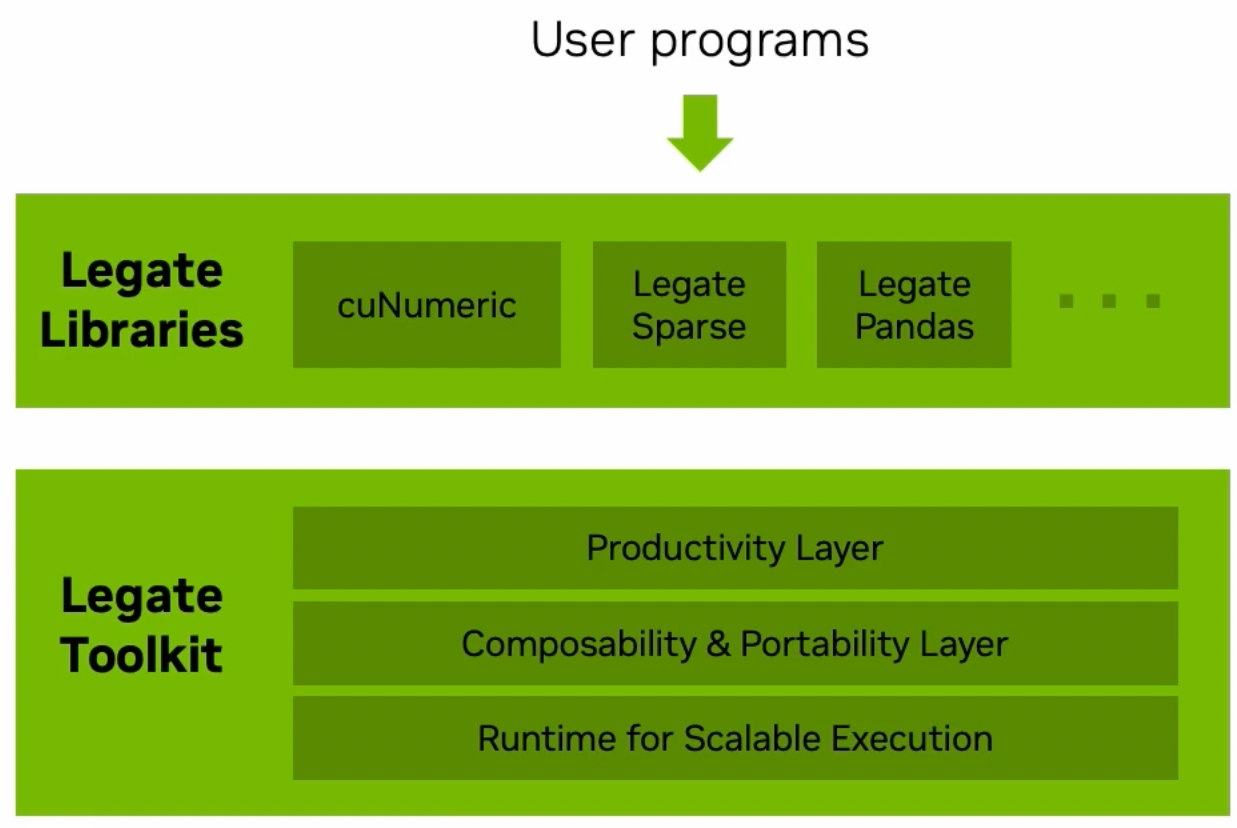 User programs
Legate
Libraries
cuNumeric
Legate
Sparse
Legate
Pandas
Legate
Toolkit
Productivity Layer
Composability & Portability Layer
Runtime for Scalable Execution